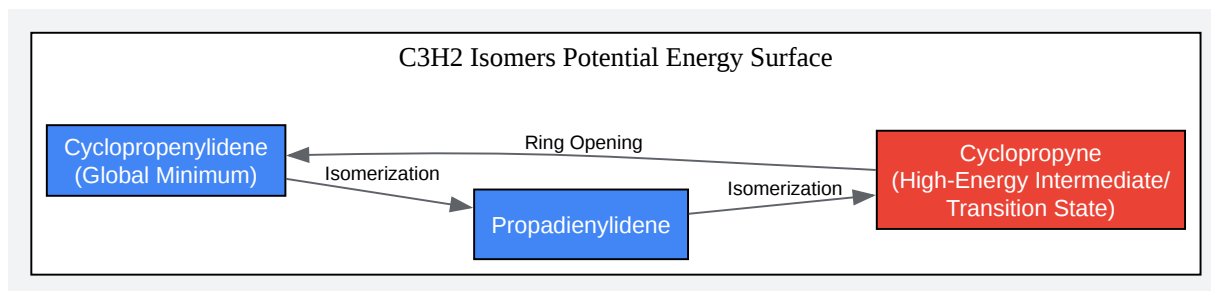 C3H2 Isomers Potential Energy Surface
Cyclopropenylidene
(Global Minimum)
Ring Opening
Isomerization
Propadienylidene
Isomerization
Cyclopropyne
(High-Energy Intermediate/
Transition State)